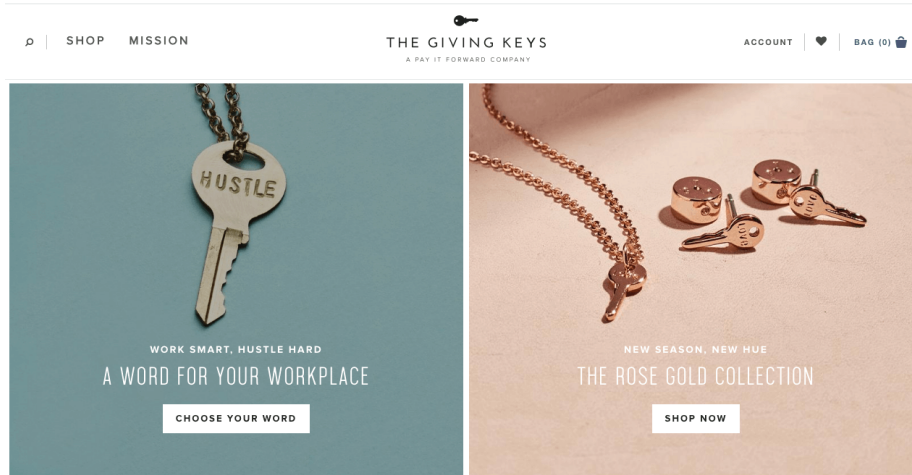 SHOP MISSION
THE GIVING KEYS
A PAY IT FORWARD COMPANY
ACCOUNT
BAG (0)
HUSTLE
WORK SMART, HUSTLE HARD
A WORD FOR YOUR WORKPLACE
CHOOSE YOUR WORD
NEW SEASON, NEW HUE
THE ROSE GOLD COLLECTION
SHOP NOW